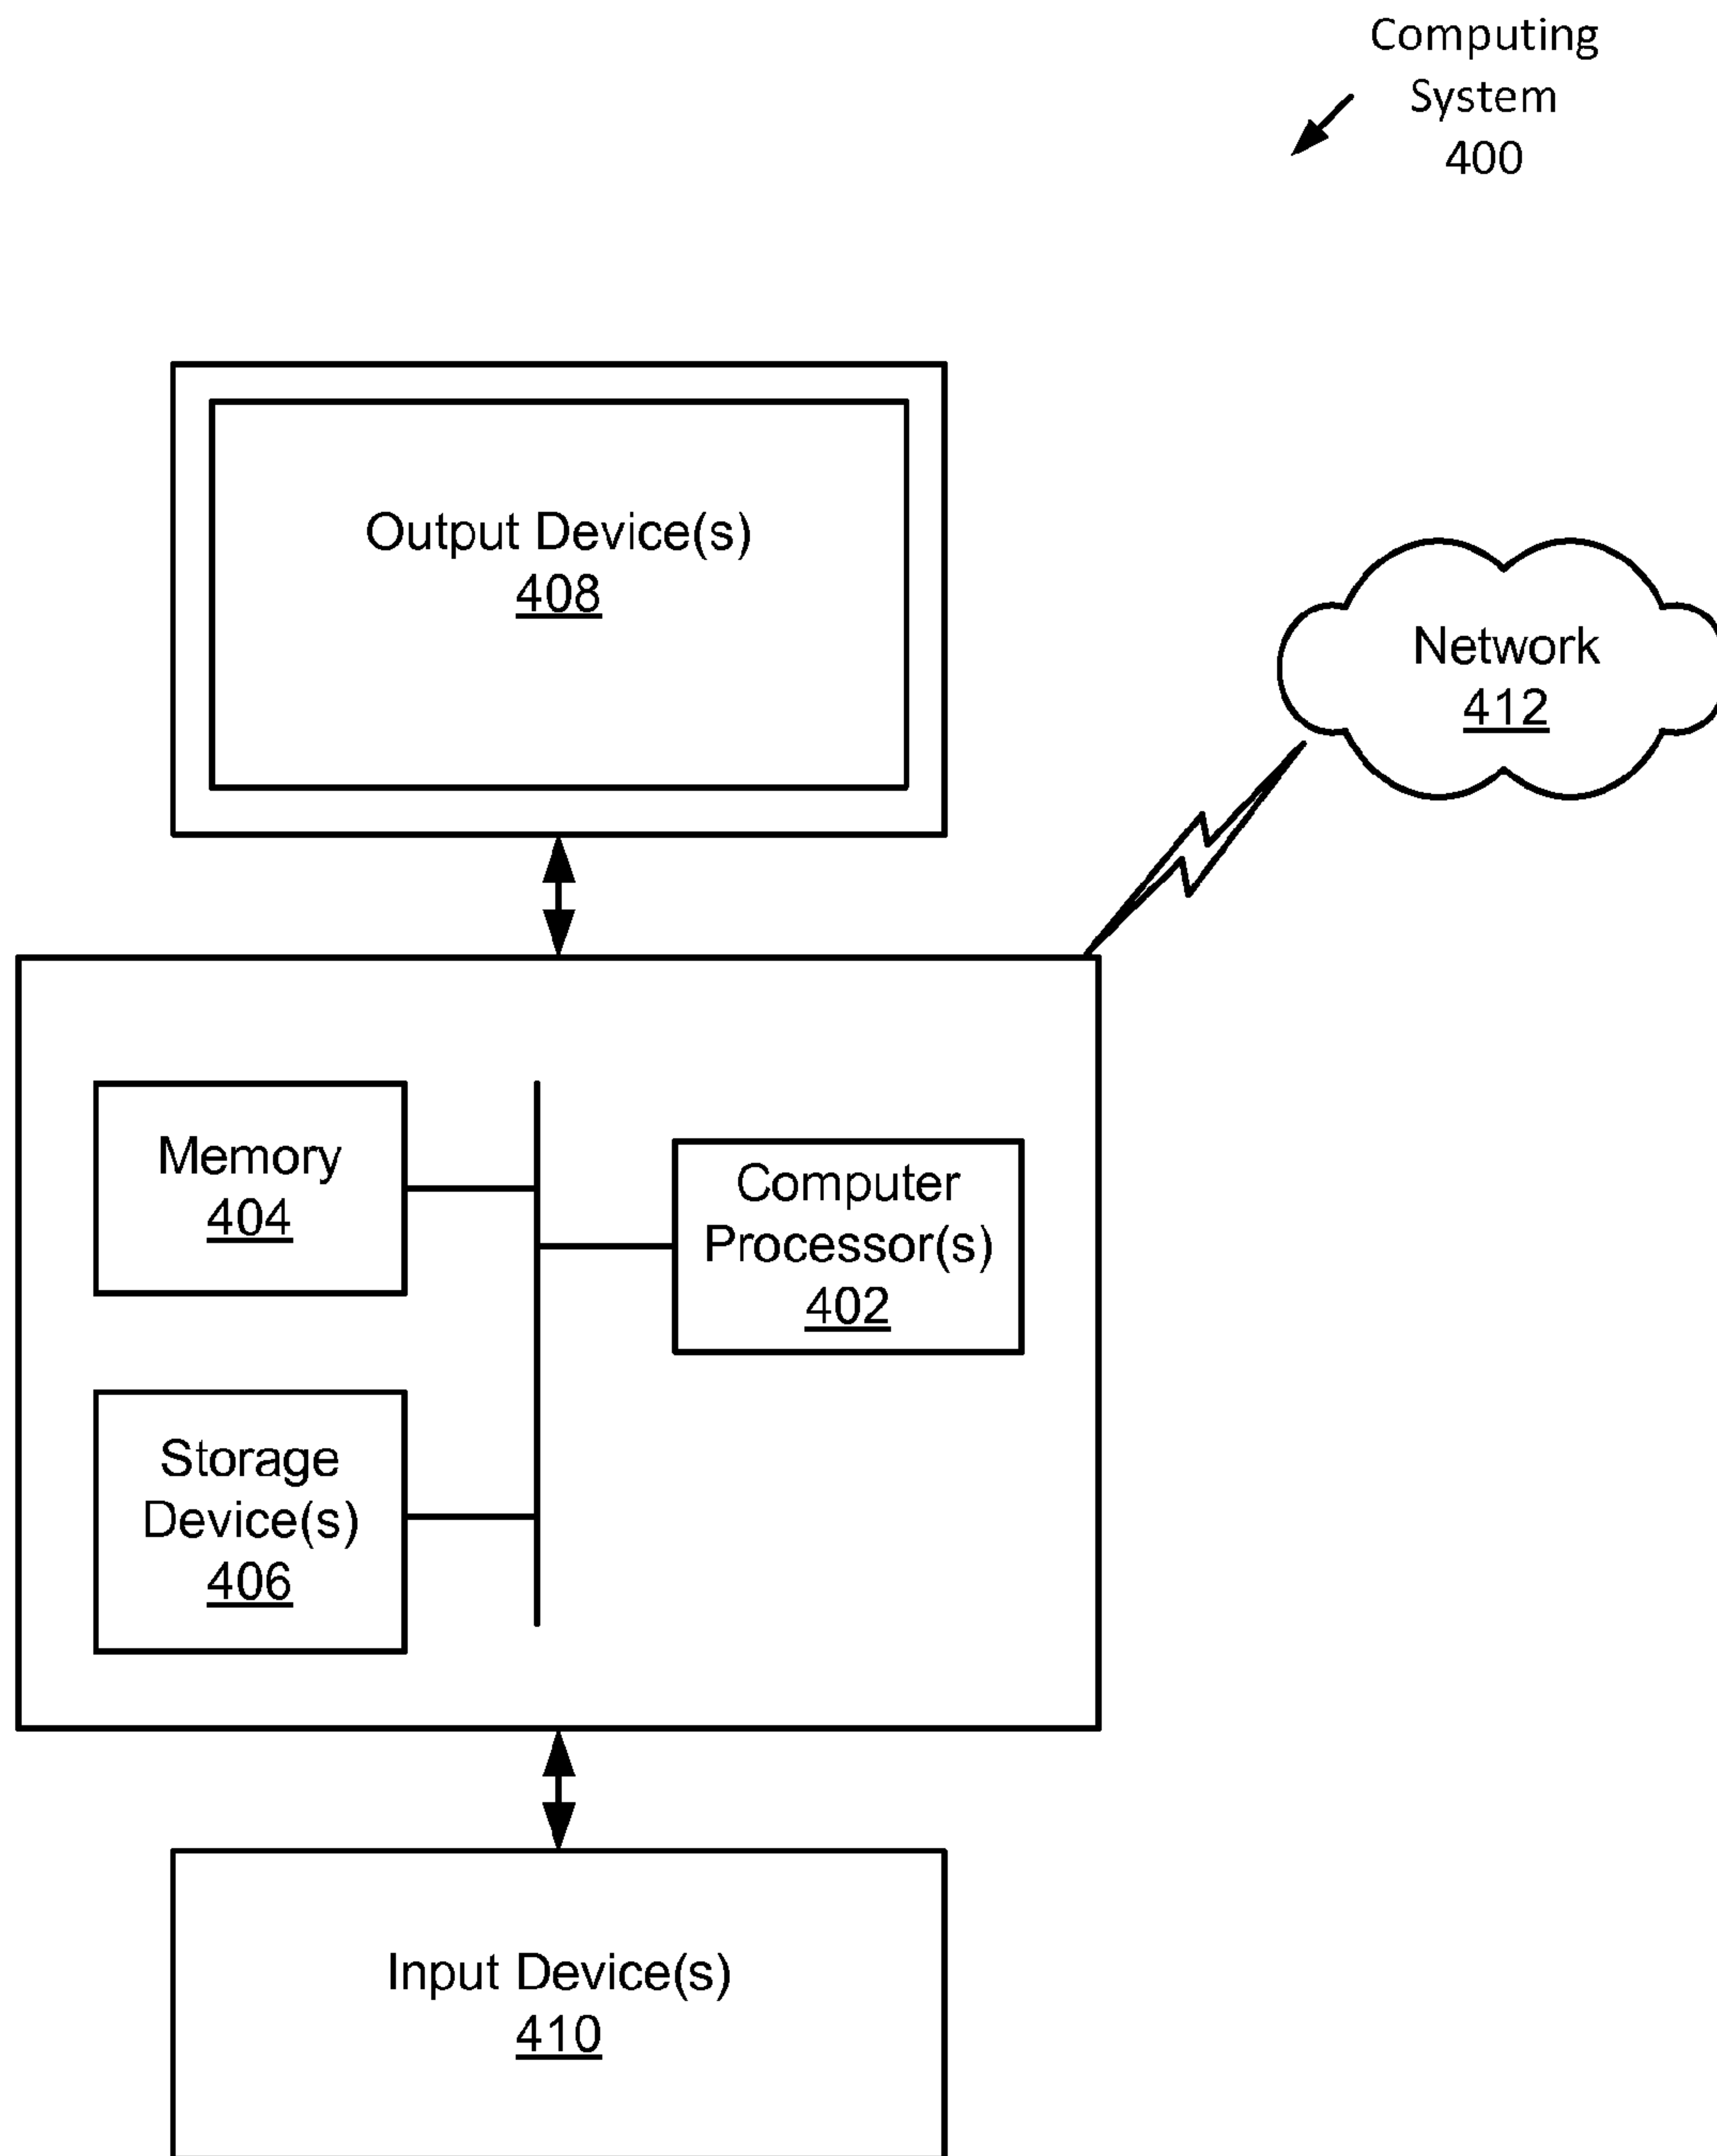 Computing
System
400
Output Device(s)
408
Network
412
Memory
404
Computer
Processor(s)
402
Storage
Device(s)
406
Input Device(s)
410